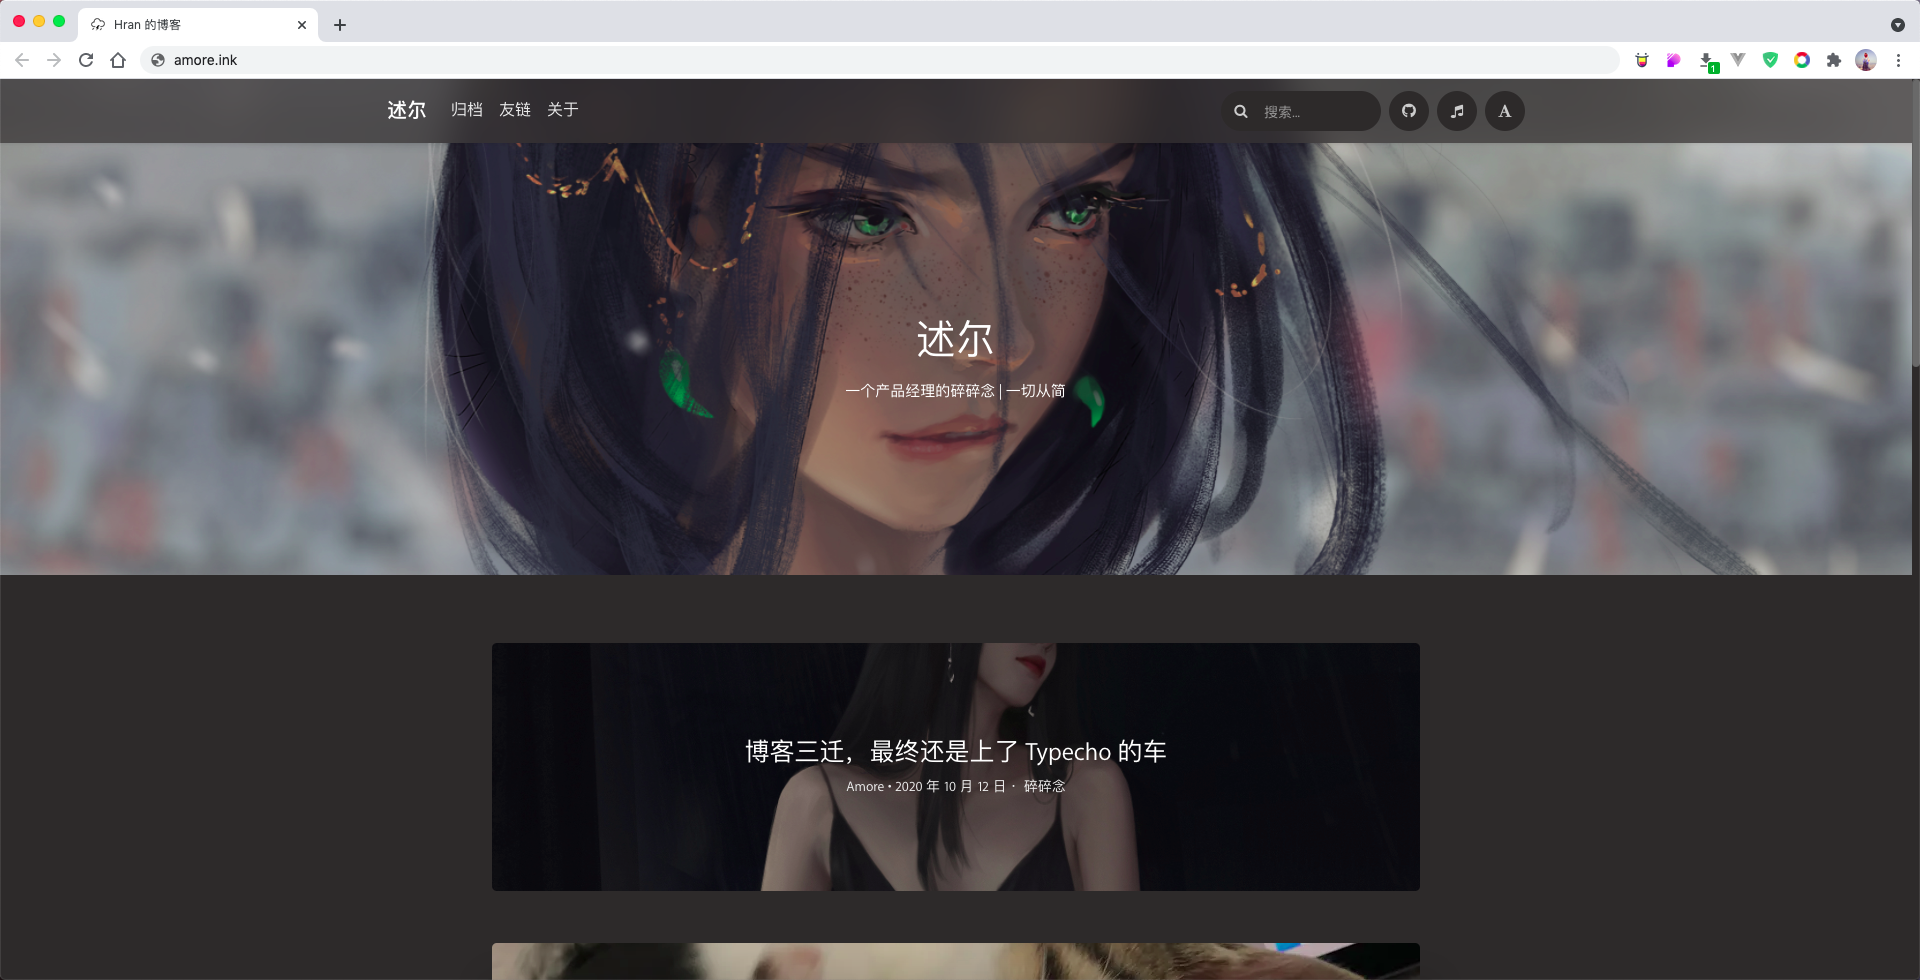 Hran 的博客
amore.ink
1
述尔 归档 友链 关于 搜索... A
述尔
一个产品经理的碎碎念 | 一切从简
博客三迁，最终还是上了 Typecho 的车
Amore • 2020 年 10 月 12 日 · 碎碎念